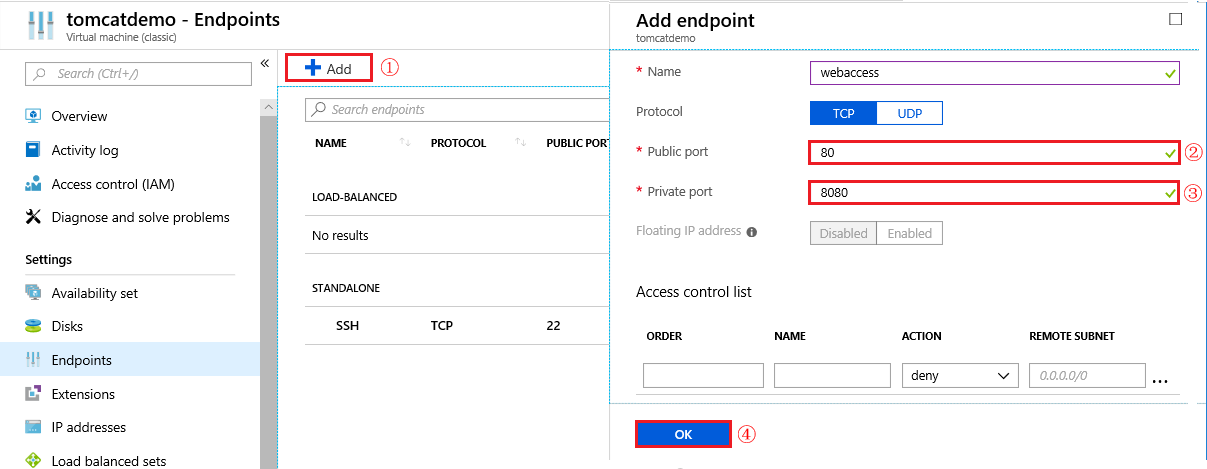 tomcatdemo - Endpoints
Virtual machine (classic)
Search (Ctrl+/)
«
Overview
Activity log
Access control (IAM)
Diagnose and solve problems
Settings
Availability set
Disks
Endpoints
Extensions
IP addresses
Load balanced sets
Add ①
Search endpoints
NAME PROTOCOL PUBLIC PORT
LOAD-BALANCED
No results
STANDALONE
SSH TCP 22
Add endpoint
tomcatdemo
* Name webaccess
Protocol TCP UDP
* Public port 80 ②
* Private port 8080 ③
Floating IP address Disabled Enabled
Access control list
ORDER NAME ACTION REMOTE SUBNET
deny 0.0.0.0/0 ...
OK ④